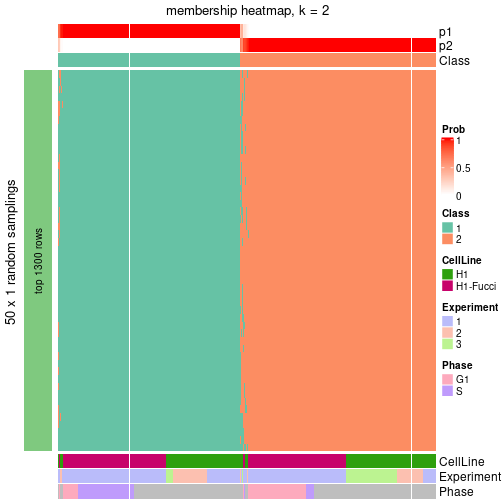 membership heatmap, k = 2
p1
p2
Class
50 x 1 random samplings
top 1300 rows
Prob
1
0.5
0
Class
1
2
CellLine
H1
H1-Fucci
Experiment
1
2
3
Phase
G1
S
CellLine
Experiment
Phase